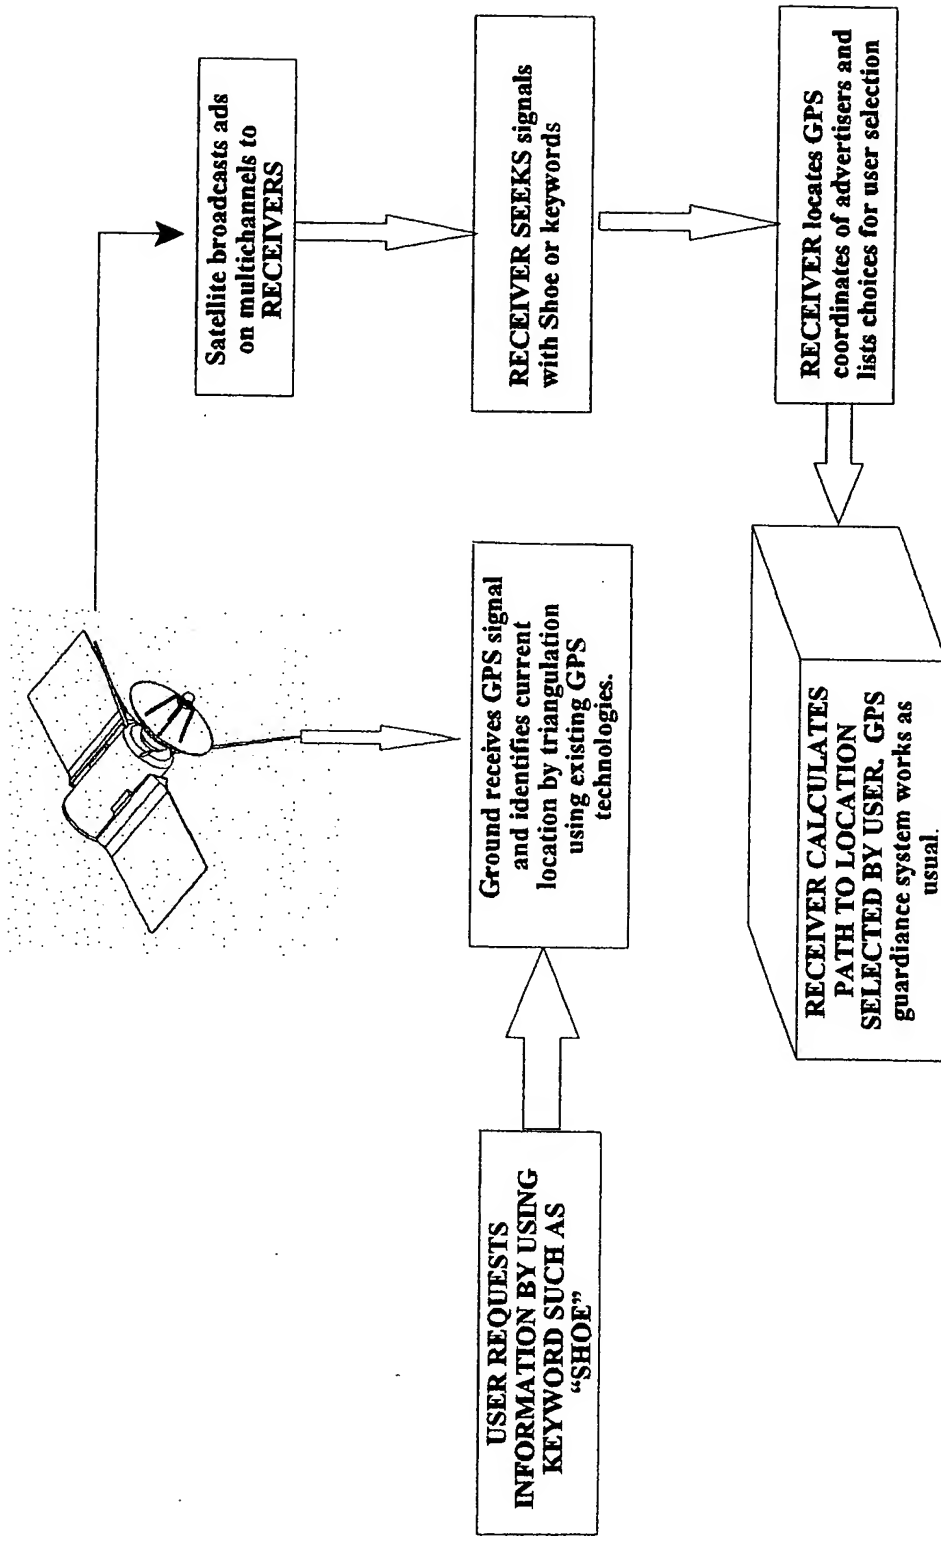 Satellite broadcasts ads
on multichannels to
RECEIVERS
RECEIVER SEEKS signals
with Shoe or keywords
RECEIVER locates GPS
coordinates of advertisers and
lists choices for user selection
Ground receives GPS signal
and identifies current
location by triangulation
using existing GPS
technologies.
RECEIVER CALCULATES
PATH TO LOCATION
SELECTED BY USER. GPS
guardiance system works as
usual.
USER REQUESTS
INFORMATION BY USING
KEYWORD SUCH AS
“SHOE”